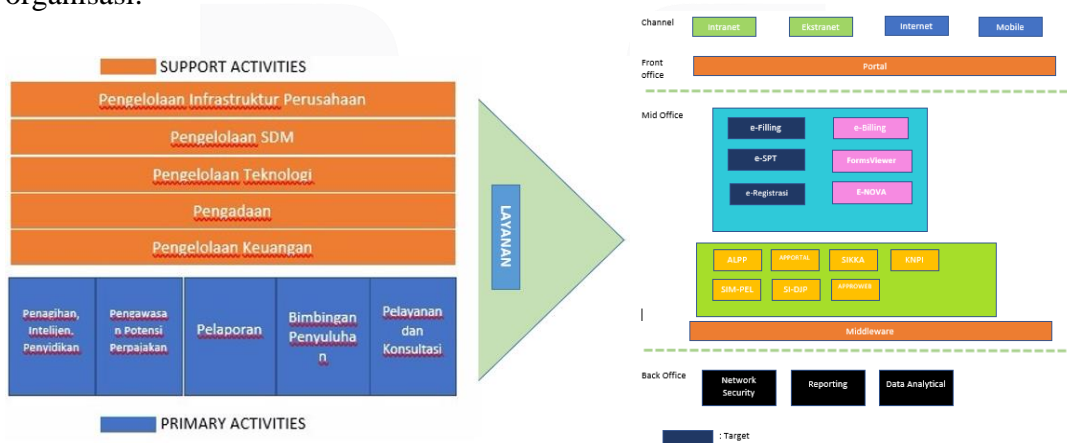 organisasi.
SUPPORT ACTIVITIES
Pengelolaan Infrastruktur Perusahaan
Pengelolaan SDM
Pengelolaan Teknologi
Pengadaan
Pengelolaan Keuangan
Penagihan,
Intelijen,
Penyidikan
Pengawasa
n Potensi
Perpajakan
Pelaporan
Bimbingan
Penyuluha
n
Pelayanan
dan
Konsultasi
PRIMARY ACTIVITIES
LAYANAN
Channel
Intranet
Ekstranet
Internet
Mobile
Front
office
Portal
Mid Office
e-Filling
e-Billing
e-SPT
FormsViewer
e-Registrasi
E-NOVA
ALPP
APPORTAL
SIKKA
KNPI
SIM-PEL
SI-DJP
APPROWEB
Middleware
Back Office
Network
Security
Reporting
Data Analytical
: Target